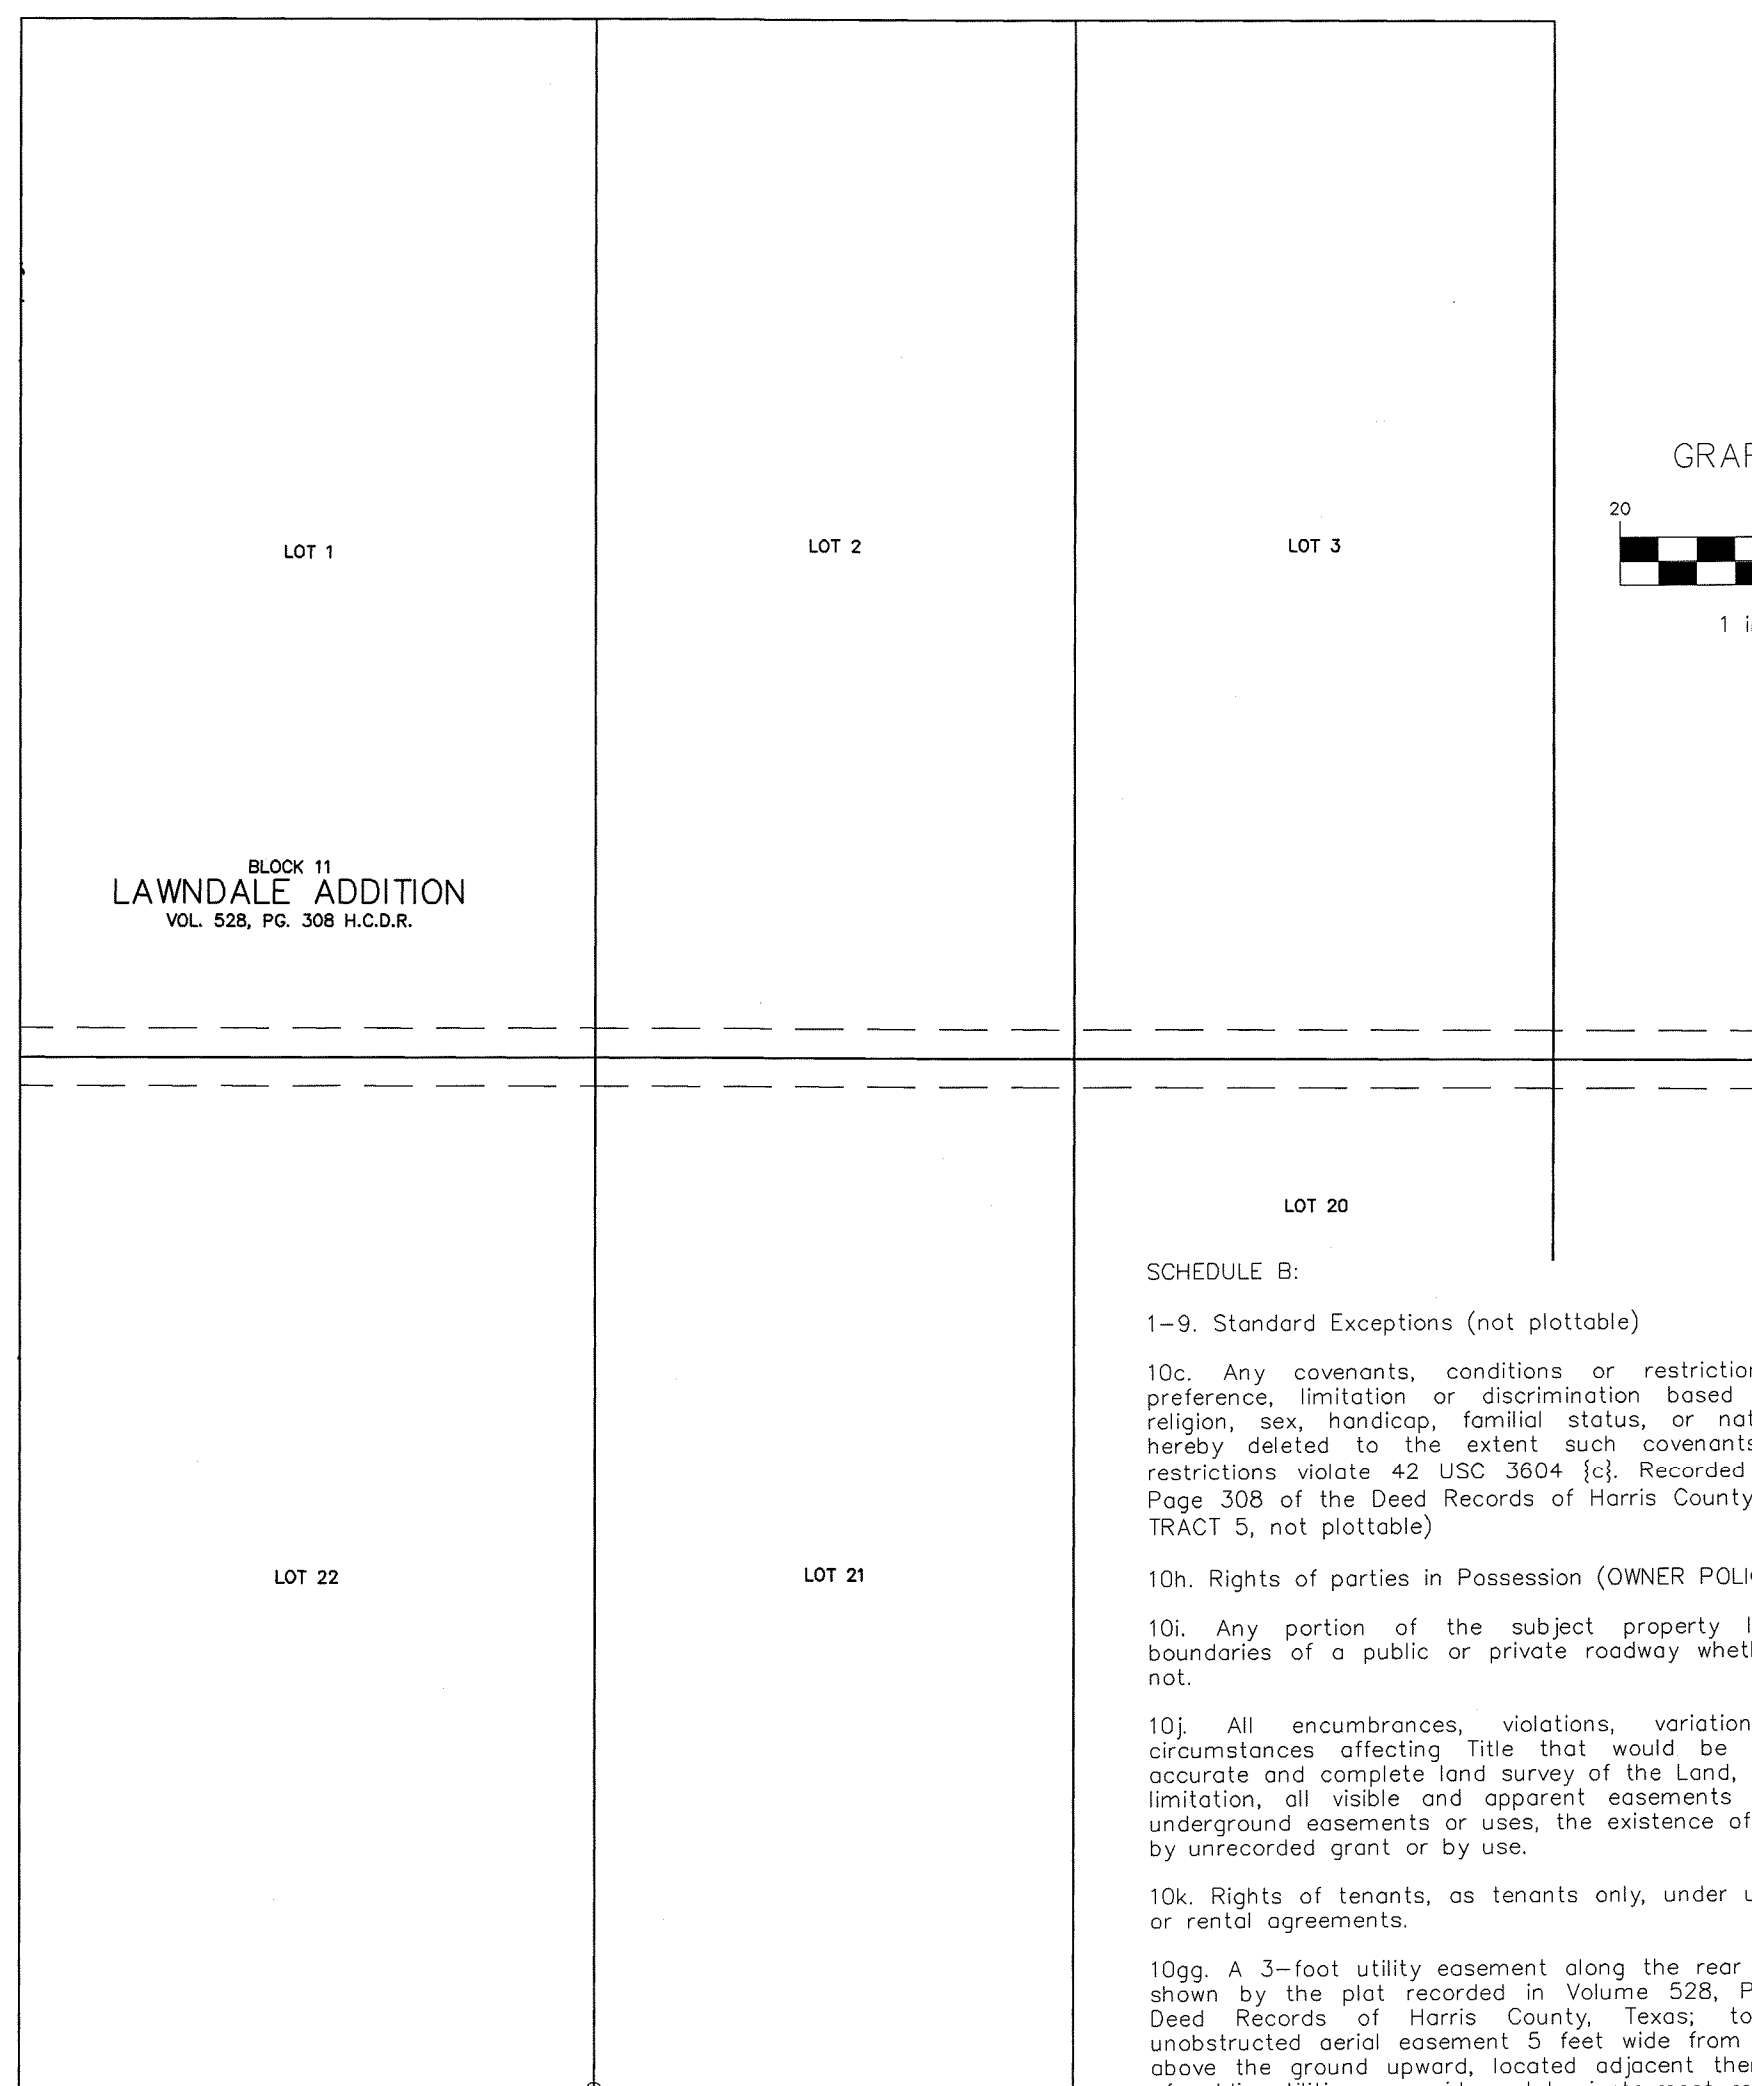 GRAP
20
LOT 1
LOT 2
LOT 3
1 i
BLOCK 11
LAWNDALE ADDITION
VOL. 528, PG. 308 H.C.D.R.
LOT 20
SCHEDULE B:
1-9. Standard Exceptions (not plottable)
10c. Any covenants, conditions or restriction
preference, limitation or discrimination based
religion, sex, handicap, familial status, or nat
hereby deleted to the extent such covenants
restrictions violate 42 USC 3604 {c}. Recorded
Page 308 of the Deed Records of Harris County
TRACT 5, not plottable)
LOT 22
LOT 21
10h. Rights of parties in Possession (OWNER POLI
10i. Any portion of the subject property l
boundaries of a public or private roadway whet
not.
10j. All encumbrances, violations, variation
circumstances affecting Title that would be
accurate and complete land survey of the Land,
limitation, all visible and apparent easements
underground easements or uses, the existence of
by unrecorded grant or by use.
10k. Rights of tenants, as tenants only, under u
or rental agreements.
10gg. A 3-foot utility easement along the rear
shown by the plat recorded in Volume 528, P
Deed Records of Harris County, Texas; to
unobstructed aerial easement 5 feet wide from
above the ground upward, located adjacent the